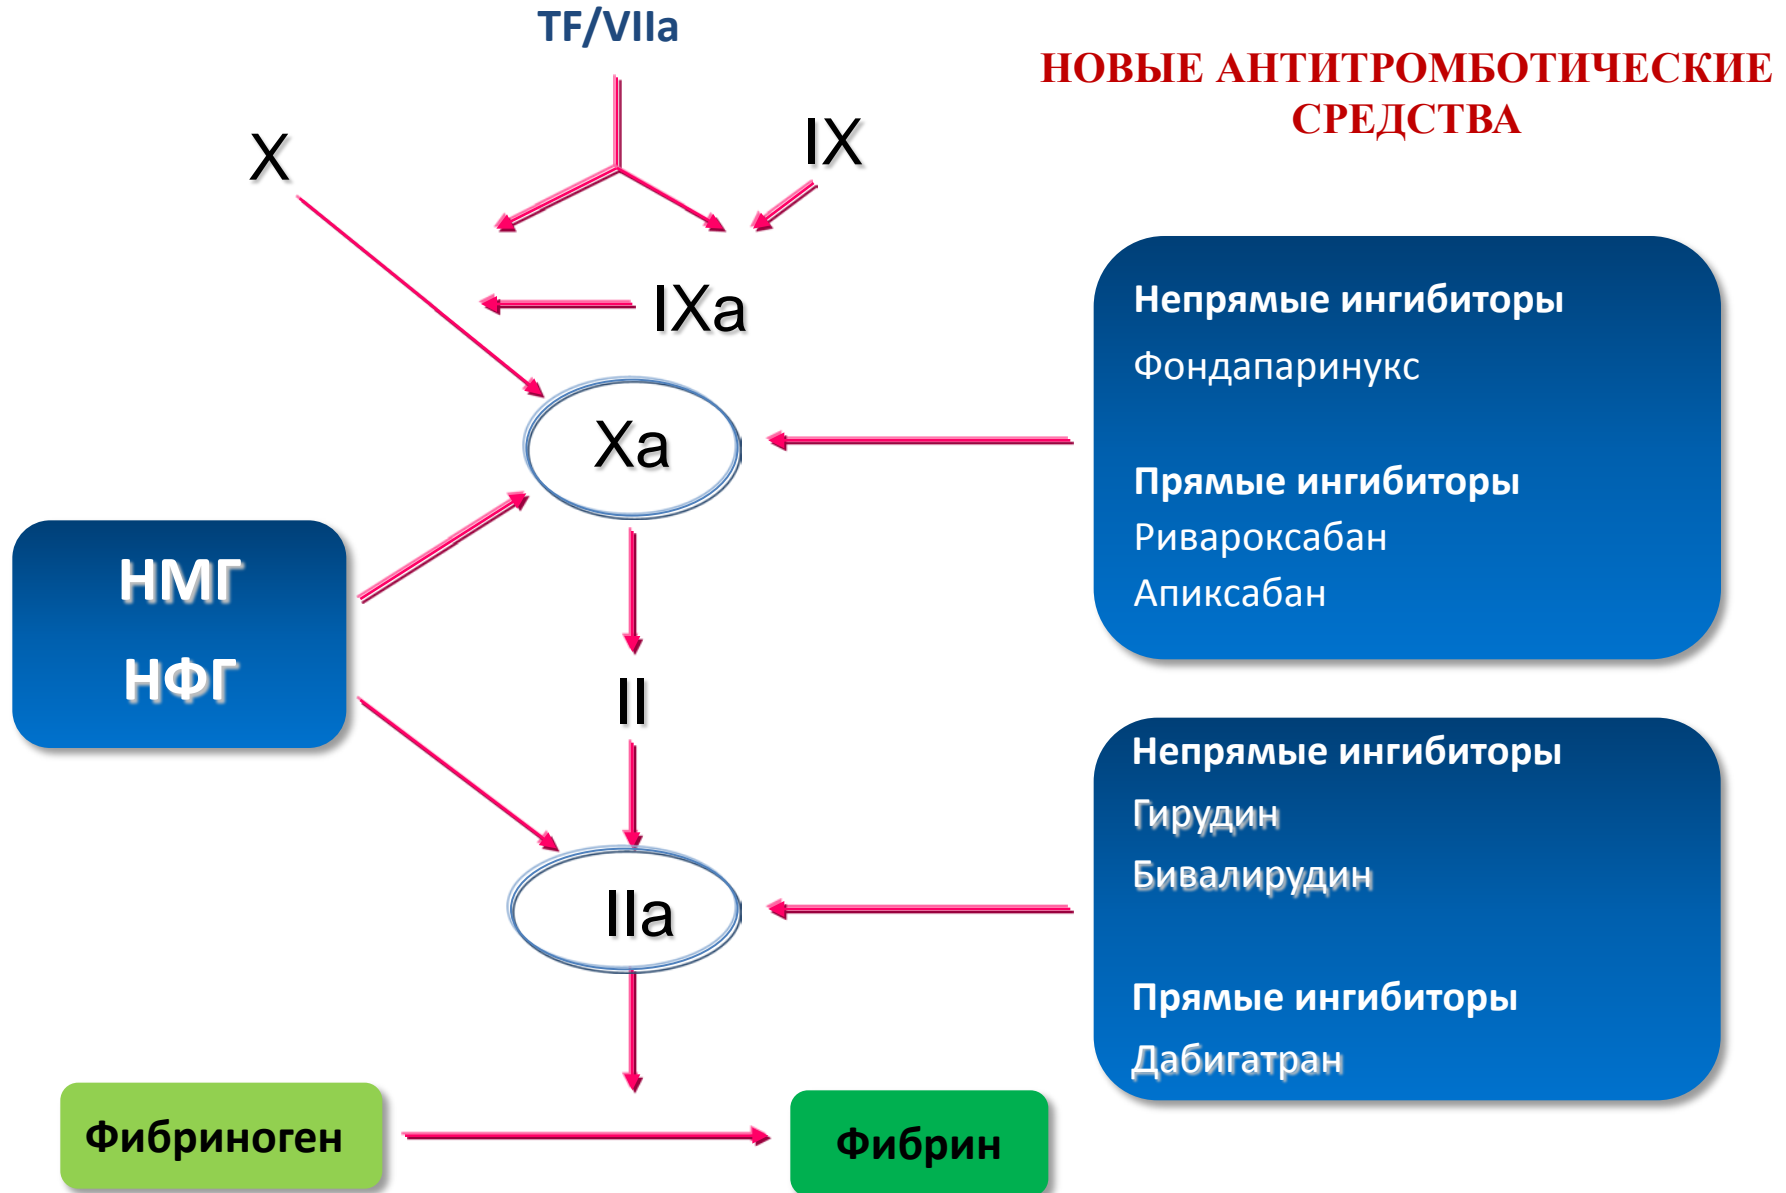 TF/VIIa
НОВЫЕ АНТИТРОМБОТИЧЕСКИЕ
СРЕДСТВА
X
IX
IXa
Xa
Непрямые ингибиторы
Фондапаринукс
Прямые ингибиторы
Ривароксабан
Апиксабан
НМГ
НФГ
II
IIa
Непрямые ингибиторы
Гирудин
Бивалирудин
Прямые ингибиторы
Дабигатран
Фибриноген
Фибрин